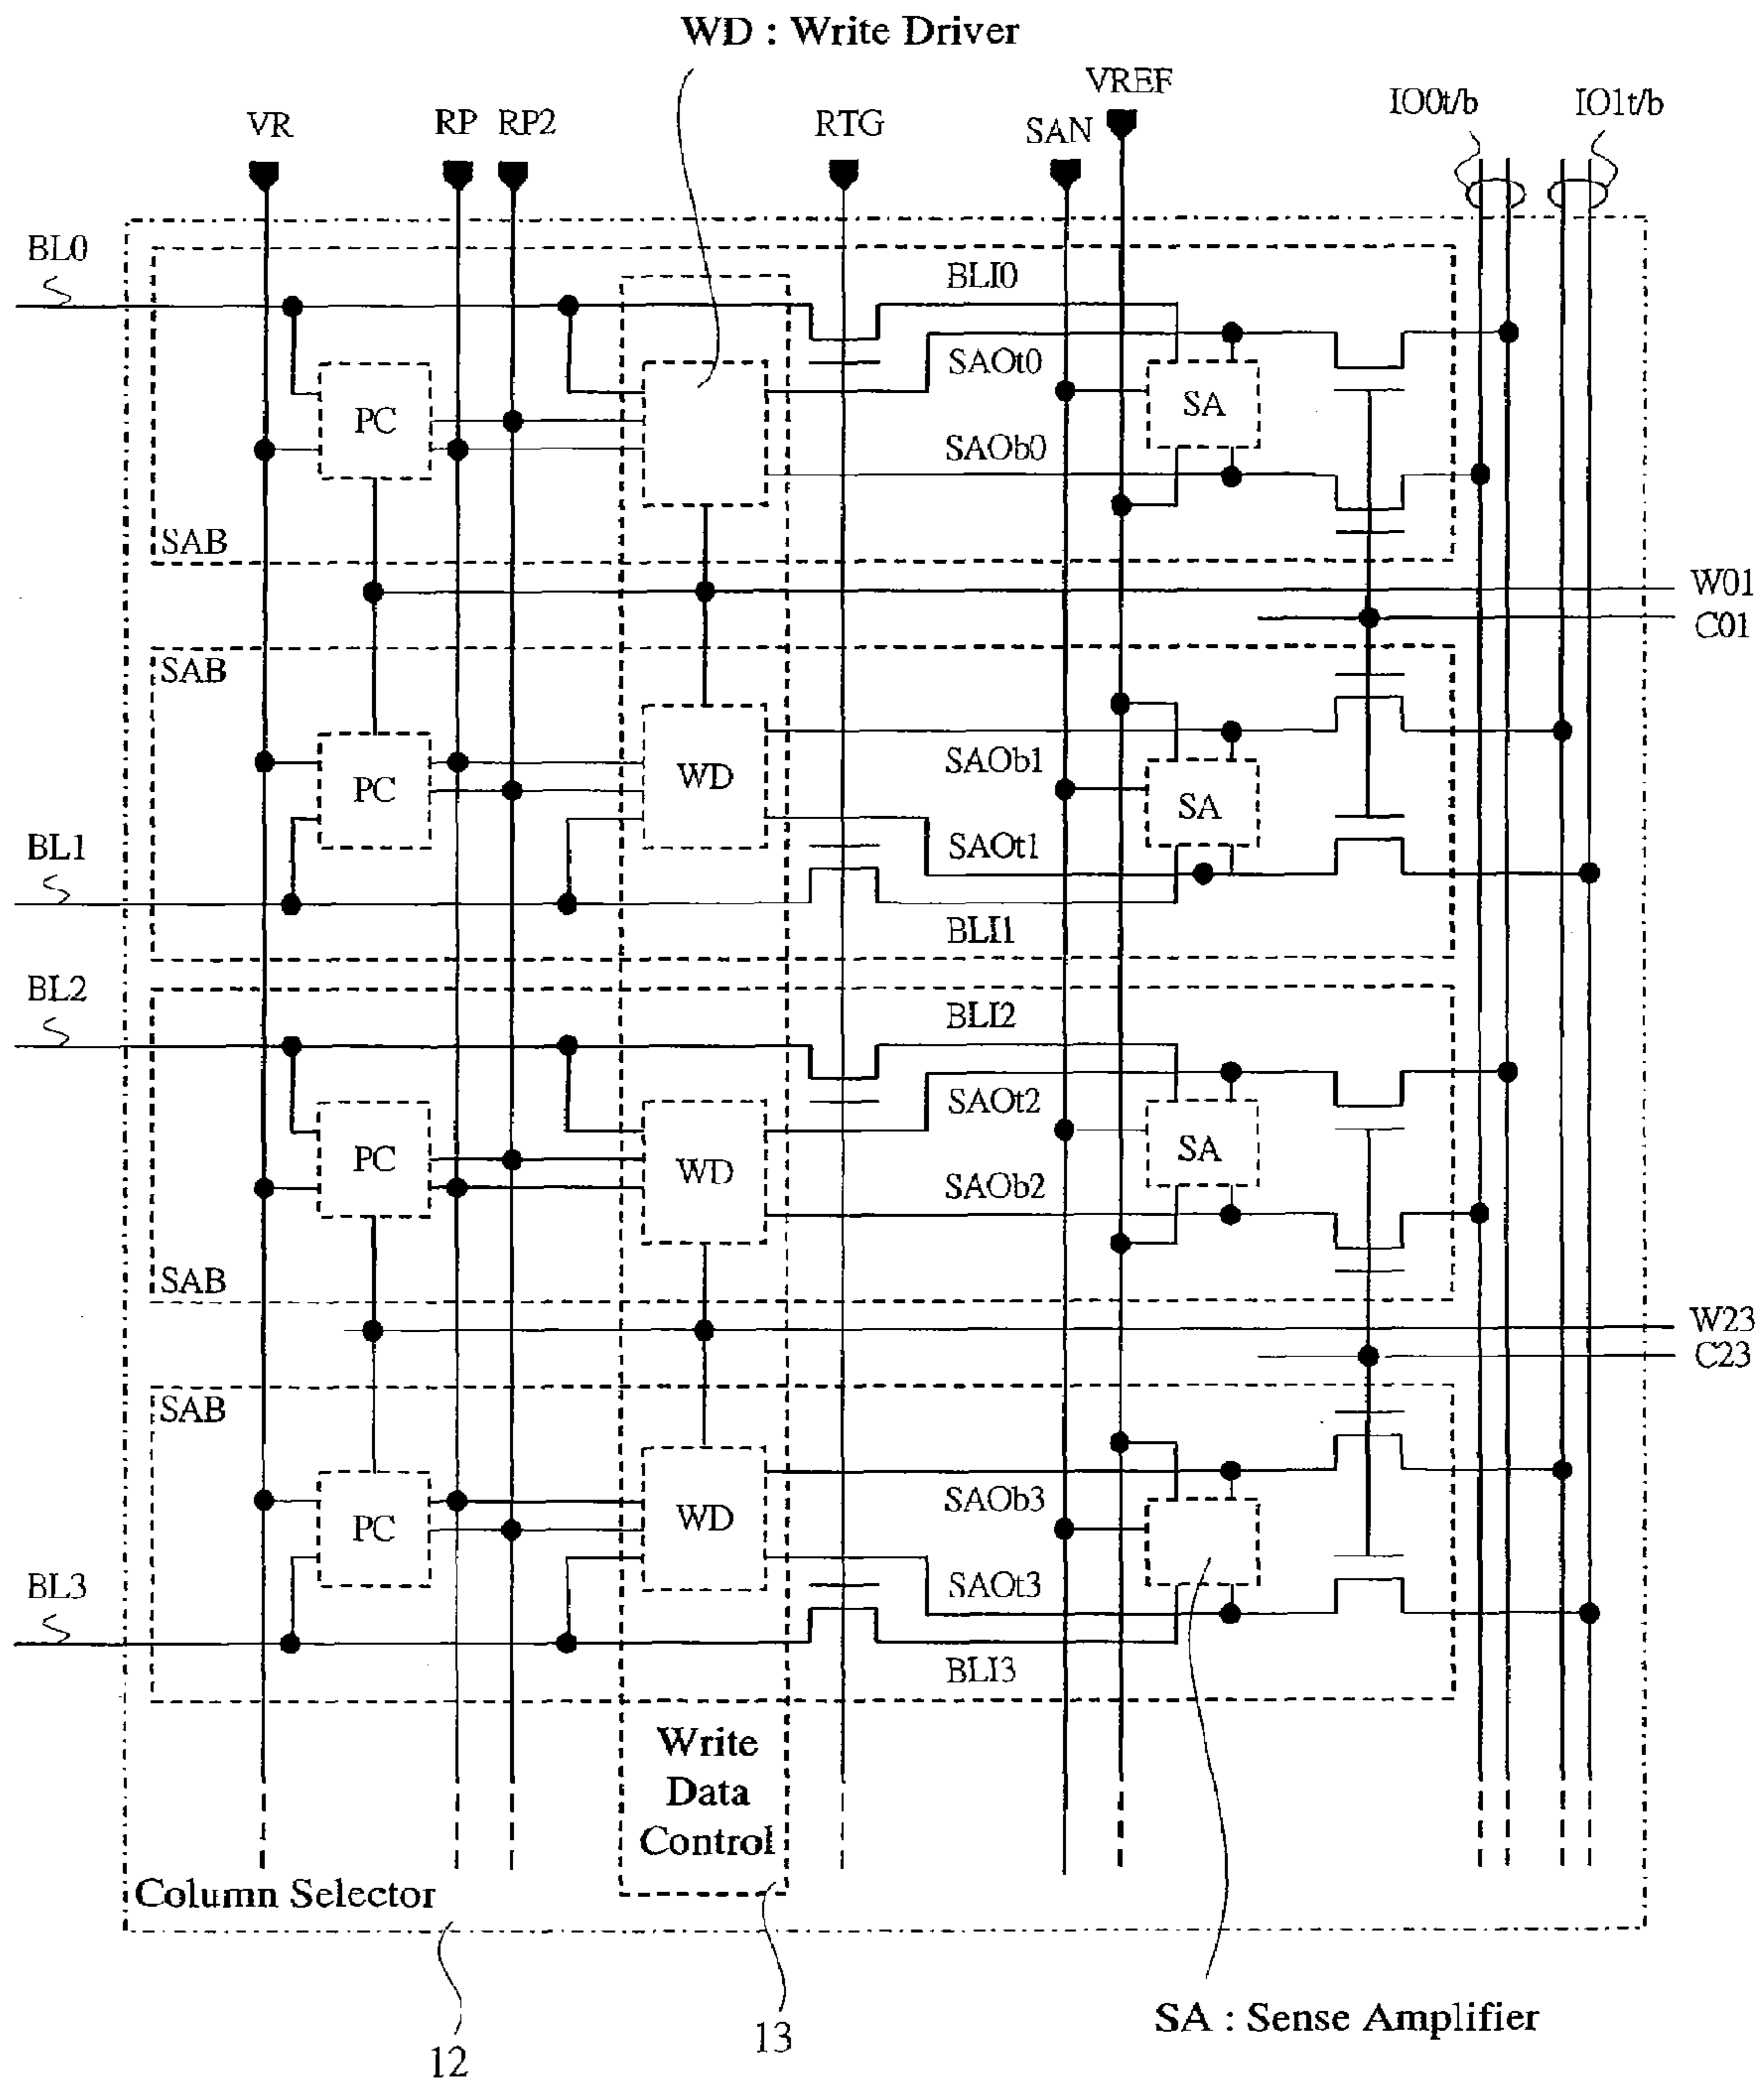 WD : Write Driver
VREF
IO0t/b
IO1t/b
VR
RP
RP2
RTG
SAN
BL0
BLI0
SAOt0
PC
SA
SAOb0
SAB
W01
C01
SAB
SAOb1
PC
WD
SA
BL1
SAOt1
BLI1
BL2
BLI2
SAOt2
PC
WD
SA
SAOb2
SAB
W23
C23
SAB
SAOb3
PC
WD
BL3
SAOt3
BLI3
Write
Data
Control
Column Selector
12
13
SA : Sense Amplifier